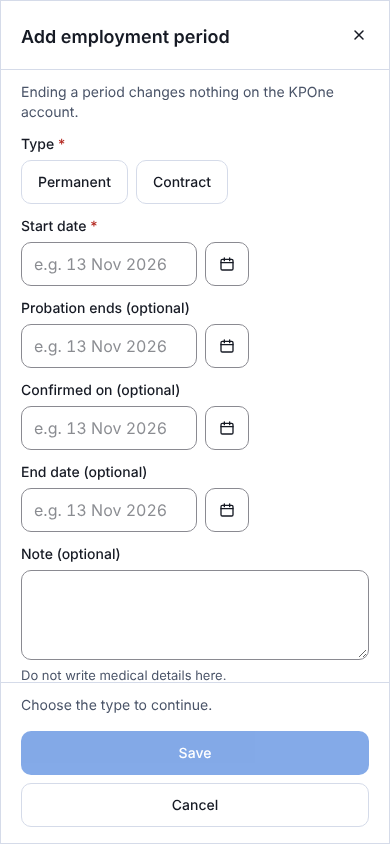 Add employment period
Ending a period changes nothing on the KPOne
account.
Type *
Permanent
Contract
Start date *
e.g. 13 Nov 2026
Probation ends (optional)
e.g. 13 Nov 2026
Confirmed on (optional)
e.g. 13 Nov 2026
End date (optional)
e.g. 13 Nov 2026
Note (optional)
Do not write medical details here.
Choose the type to continue.
Save
Cancel